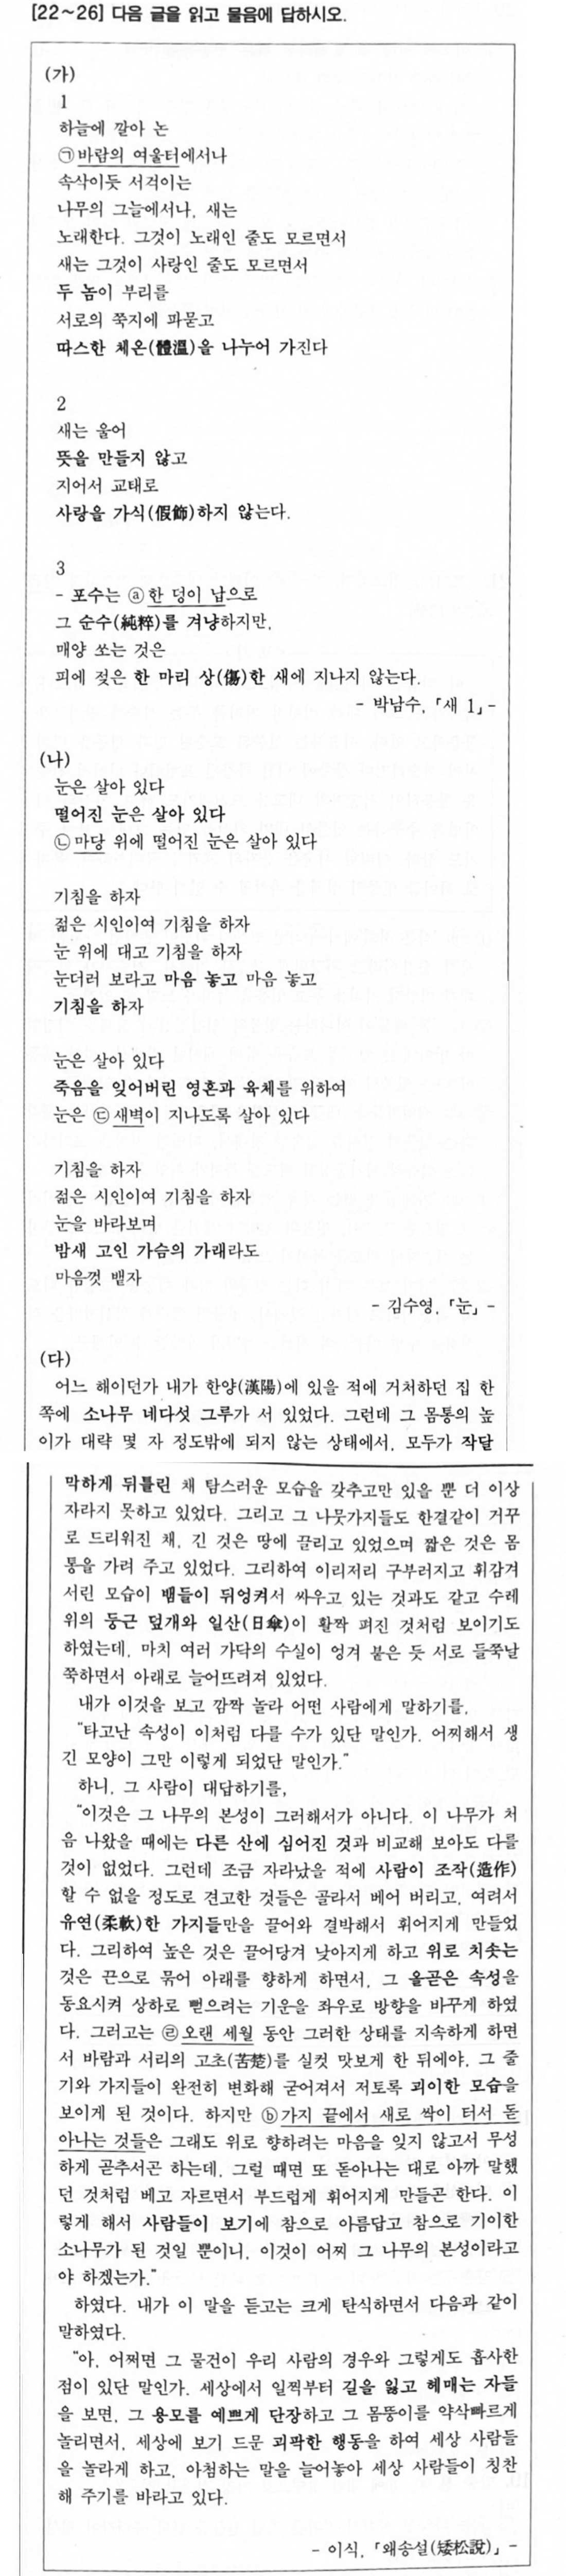 [22~26] 다음 글을 읽고 물음에 답하시오.
(가)
1
하늘에 깔아 논
㉠바람의 여울터에서나
속삭이듯 서걱이는
나무의 그늘에서나, 새는
노래한다. 그것이 노래인 줄도 모르면서
새는 그것이 사랑인 줄도 모르면서
두 놈이 부리를
서로의 쭉지에 파묻고
따스한 체온(體溫)을 나누어 가진다
2
새는 울어
뜻을 만들지 않고
지어서 교태로
사랑을 가식(假飾)하지 않는다.
3
- 포수는 ⓐ한 덩이 납으로
그 순수(純粹)를 겨냥하지만,
매양 쏘는 것은
피에 젖은 한 마리 상(傷)한 새에 지나지 않는다.
- 박남수, 「새 1」-
(나)
눈은 살아 있다
떨어진 눈은 살아 있다
㉡마당 위에 떨어진 눈은 살아 있다
기침을 하자
젊은 시인이여 기침을 하자
눈 위에 대고 기침을 하자
눈더러 보라고 마음 놓고 마음 놓고
기침을 하자
눈은 살아 있다
죽음을 잊어버린 영혼과 육체를 위하여
눈은 ㉢새벽이 지나도록 살아 있다
기침을 하자
젊은 시인이여 기침을 하자
눈을 바라보며
밤새 고인 가슴의 가래라도
마음껏 뱉자
- 김수영, 「눈」 -
(다)
어느 해이던가 내가 한양(漢陽)에 있을 적에 거처하던 집 한
쪽에 소나무 네다섯 그루가 서 있었다. 그런데 그 몸통의 높
이가 대략 몇 자 정도밖에 되지 않는 상태에서, 모두가 작달
막하게 뒤틀린 채 탐스러운 모습을 갖추고만 있을 뿐 더 이상
자라지 못하고 있었다. 그리고 그 나뭇가지들도 한결같이 거꾸
로 드리워진 채, 긴 것은 땅에 끌리고 있었으며 짧은 것은 몸
통을 가려 주고 있었다. 그리하여 이리저리 구부러지고 휘감겨
서린 모습이 뱀들이 뒤엉켜서 싸우고 있는 것과도 같고 수레
위의 둥근 덮개와 일산(日傘)이 활짝 펴진 것처럼 보이기도
하였는데, 마치 여러 가닥의 수실이 엉겨 붙은 듯 서로 들쭉날
쭉하면서 아래로 늘어뜨려져 있었다.
내가 이것을 보고 깜짝 놀라 어떤 사람에게 말하기를,
"타고난 속성이 이처럼 다를 수가 있단 말인가. 어찌해서 생
긴 모양이 그만 이렇게 되었단 말인가."
하니, 그 사람이 대답하기를,
"이것은 그 나무의 본성이 그러해서가 아니다. 이 나무가 처
음 나왔을 때에는 다른 산에 심어진 것과 비교해 보아도 다를
것이 없었다. 그런데 조금 자라났을 적에 사람이 조작(造作)
할 수 없을 정도로 견고한 것들은 골라서 베어 버리고, 여려서
유연(柔軟)한 가지들만을 끌어와 결박해서 휘어지게 만들었
다. 그리하여 높은 것은 끌어당겨 낮아지게 하고 위로 치솟는
것은 끈으로 묶어 아래를 향하게 하면서, 그 올곧은 속성을
동요시켜 상하로 뻗으려는 기운을 좌우로 방향을 바꾸게 하였
다. 그러고는 ㉣오랜 세월 동안 그러한 상태를 지속하게 하면
서 바람과 서리의 고초(苦楚)를 실컷 맛보게 한 뒤에야, 그 줄
기와 가지들이 완전히 변화해 굳어져서 저토록 괴이한 모습을
보이게 된 것이다. 하지만 ⓑ가지 끝에서 새로 싹이 터서 돋
아나는 것들은 그래도 위로 향하려는 마음을 잊지 않고서 무성
하게 곧추서곤 하는데, 그럴 때면 또 돋아나는 대로 아까 말했
던 것처럼 베고 자르면서 부드럽게 휘어지게 만들곤 한다. 이
렇게 해서 사람들이 보기에 참으로 아름답고 참으로 기이한
소나무가 된 것일 뿐이니, 이것이 어찌 그 나무의 본성이라고
야 하겠는가."
하였다. 내가 이 말을 듣고는 크게 탄식하면서 다음과 같이
말하였다.
"아, 어쩌면 그 물건이 우리 사람의 경우와 그렇게도 흡사한
점이 있단 말인가. 세상에서 일찍부터 길을 잃고 헤매는 자들
을 보면, 그 용모를 예쁘게 단장하고 그 몸뚱이를 약삭빠르게
놀리면서, 세상에 보기 드문 괴팍한 행동을 하여 세상 사람들
을 놀라게 하고, 아첨하는 말을 늘어놓아 세상 사람들이 칭찬
해 주기를 바라고 있다.
- 이식, 「왜송설(矮松說)」 -